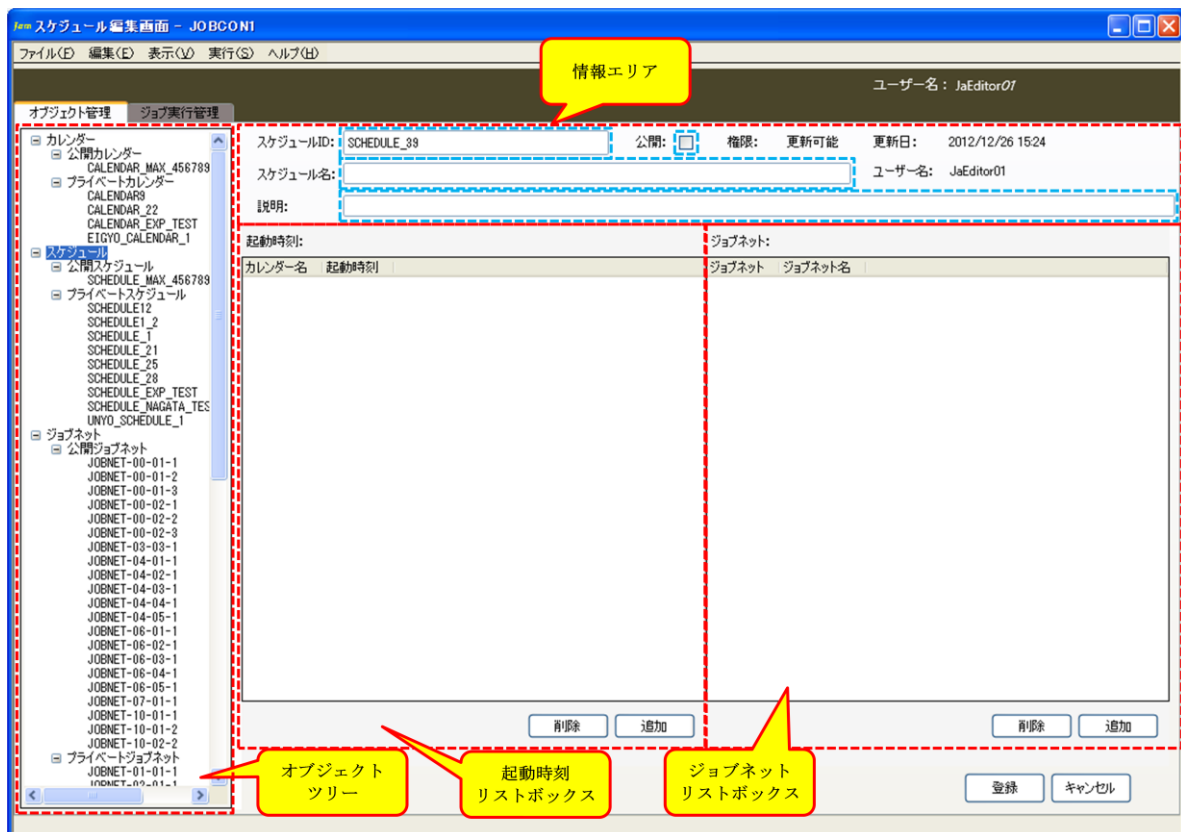 Jam スケジュール編集画面 - JOBCON1
ファイル(F) 編集(E) 表示(V) 実行(S) ヘルプ(H)
情報エリア
ユーザー名: JaEditor01
オブジェクト管理 ジョブ実行管理
カレンダー
公開カレンダー
CALENDAR_MAX_456789
プライベートカレンダー
CALENDAR9
CALENDAR_22
CALENDAR_EXP_TEST
EIGYO_CALENDAR_1
スケジュール
公開スケジュール
SCHEDULE_MAX_456789
プライベートスケジュール
SCHEDULE12
SCHEDULE1_2
SCHEDULE_1
SCHEDULE_21
SCHEDULE_25
SCHEDULE_28
SCHEDULE_EXP_TEST
SCHEDULE_NAGATA_TES
UNYO_SCHEDULE_1
ジョブネット
公開ジョブネット
JOBNET-00-01-1
JOBNET-00-01-2
JOBNET-00-01-3
JOBNET-00-02-1
JOBNET-00-02-2
JOBNET-00-02-3
JOBNET-03-03-1
JOBNET-04-01-1
JOBNET-04-02-1
JOBNET-04-03-1
JOBNET-04-04-1
JOBNET-04-05-1
JOBNET-06-01-1
JOBNET-06-02-1
JOBNET-06-03-1
JOBNET-06-04-1
JOBNET-06-05-1
JOBNET-07-01-1
JOBNET-10-01-1
JOBNET-10-01-2
JOBNET-10-02-2
プライベートジョブネット
JOBNET-01-01-1
JOBNET-02-01-1
スケジュールID: SCHEDULE_39 公開: 権限: 更新可能 更新日: 2012/12/26 15:24
スケジュール名: ユーザー名: JaEditor01
説明:
起動時刻:
カレンダー名 起動時刻
ジョブネット:
ジョブネット ジョブネット名
削除 追加
削除 追加
オブジェクト
ツリー
起動時刻
リストボックス
ジョブネット
リストボックス
登録 キャンセル